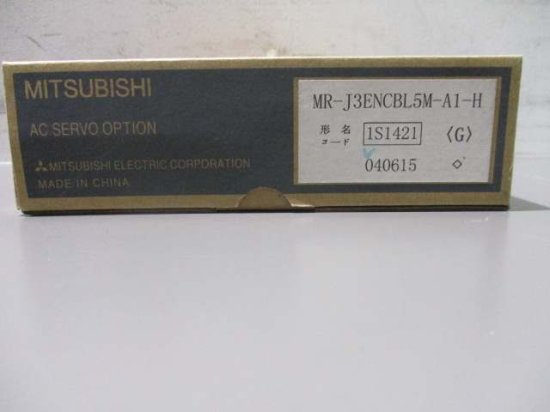 MITSUBISHI
AC SERVO OPTION
MITSUBISHI ELECTRIC CORPORATION
MADE IN CHINA
MR-J3ENCBL5M-A1-H
形名
コード 1S1421 〈G〉
040615 ◇